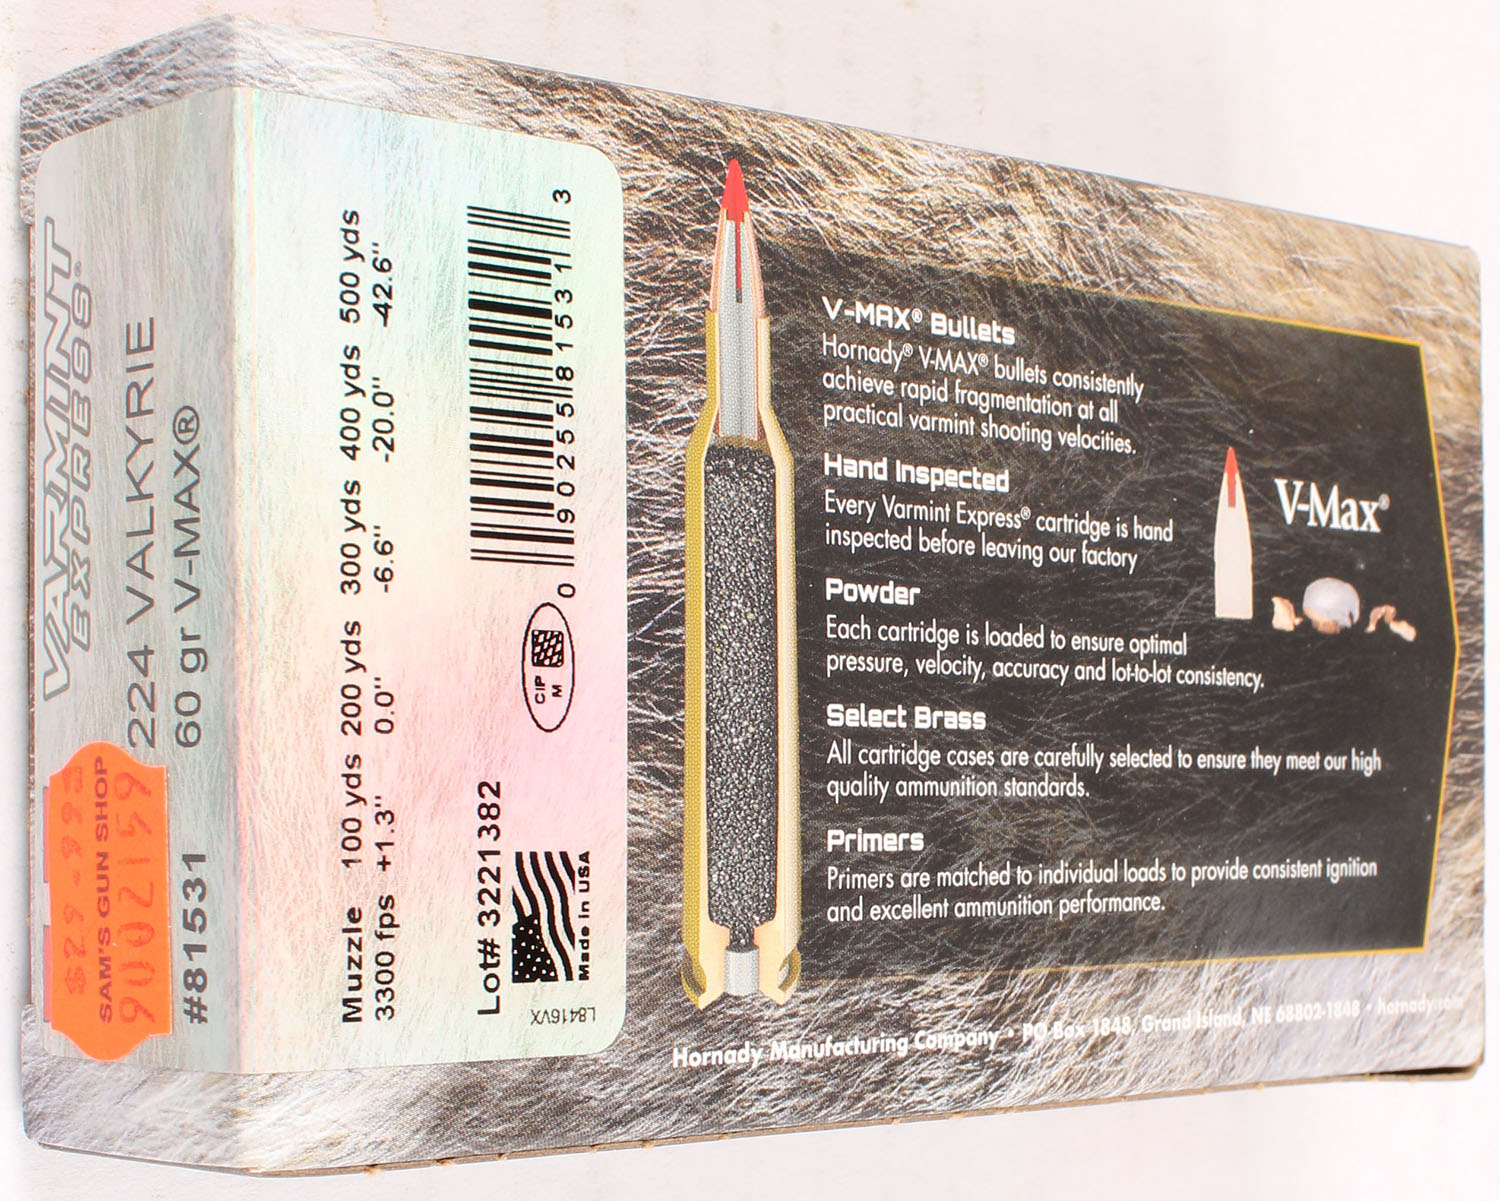 VARMINT
EXPRESS®
224 VALKYRIE
60 gr V-MAX®
#81531
SAM'S GUN SHOP
9002159
Muzzle 100 yds 200 yds 300 yds 400 yds 500 yds
3300 fps +1.3" 0.0" -6.6" -20.0" -42.6"
Lot# 3221382
Made in USA
L8416VX
CIP
M
0 90255 81531 3
V-MAX® Bullets
Hornady® V-MAX® bullets consistently
achieve rapid fragmentation at all
practical varmint shooting velocities.
Hand Inspected
Every Varmint Express® cartridge is hand
inspected before leaving our factory
Powder
Each cartridge is loaded to ensure optimal
pressure, velocity, accuracy and lot-to-lot consistency.
Select Brass
All cartridge cases are carefully selected to ensure they meet our high
quality ammunition standards.
Primers
Primers are matched to individual loads to provide consistent ignition
and excellent ammunition performance.
V-Max®
Hornady Manufacturing Company • PO Box 1848, Grand Island, NE 68802-1848 • hornady.com